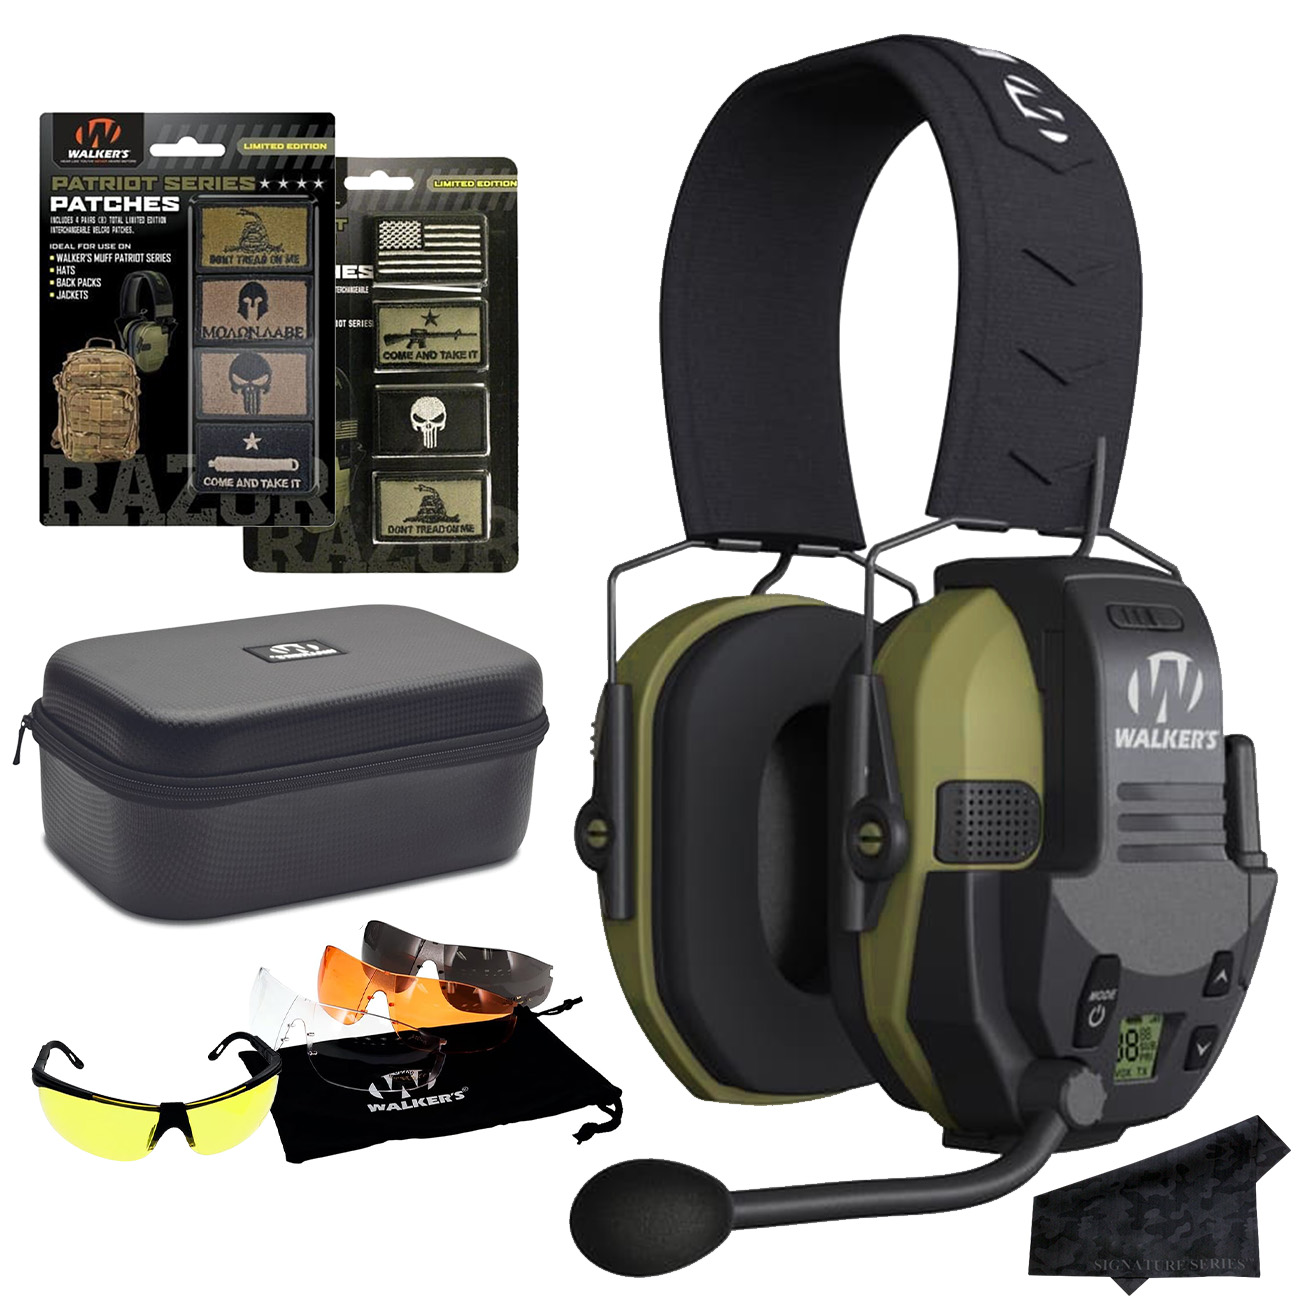 WALKER'S
LIMITED EDITION
PATRIOT SERIES
PATCHES
INCLUDES 4 PAIRS (8) TOTAL LIMITED EDITION
INTERCHANGEABLE VELCRO PATCHES.
IDEAL FOR USE ON
WALKER'S MUFF PATRIOT SERIES
HATS
BACK PACKS
JACKETS
DONT TREAD ON ME
ΜΟΛΩΝ ΛΑΒΕ
COME AND TAKE IT
RAZOR
LIMITED EDITION
COME AND TAKE IT
DONT TREAD ON ME
RAZOR
WALKER'S
MODE
VOX TX
WALKER'S®
SIGNATURE SERIES